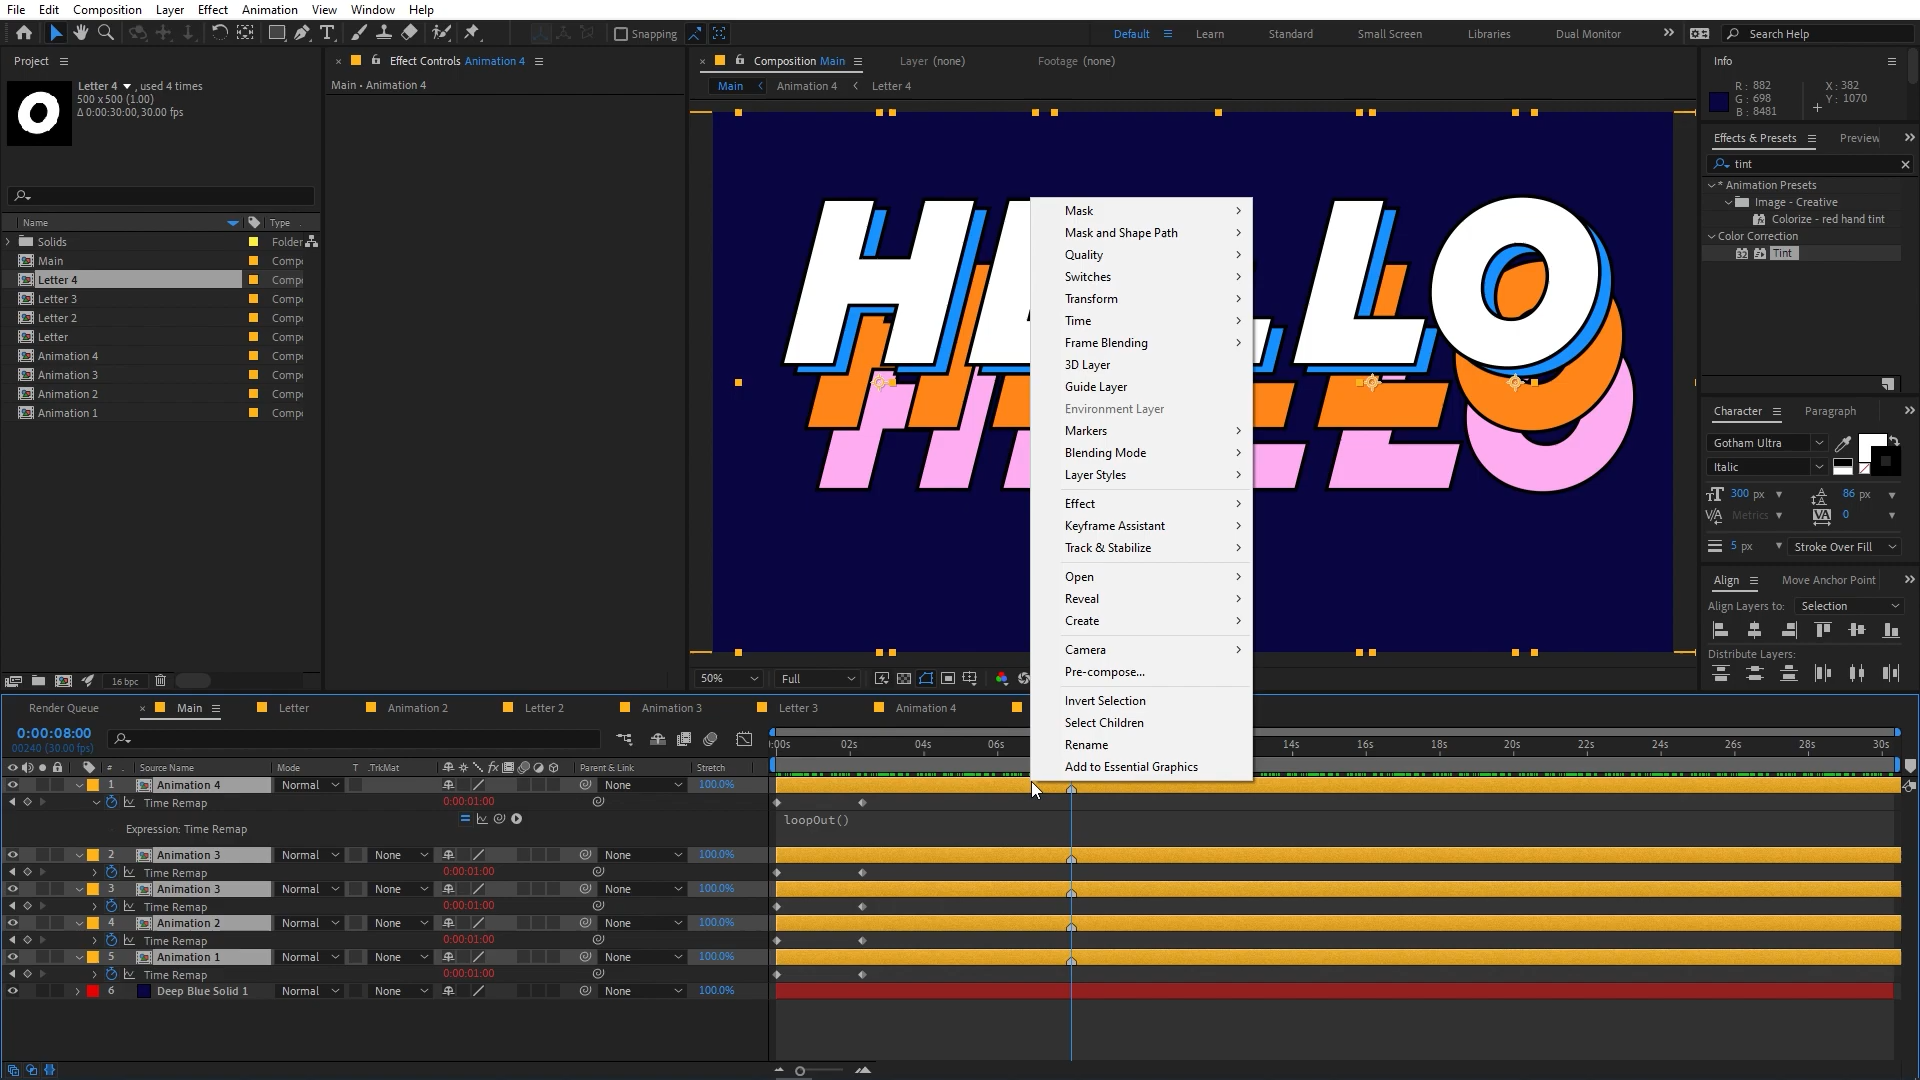 File Edit Composition Layer Effect Animation View Window Help
Snapping
Default Learn Standard Small Screen Libraries Dual Monitor Search Help
Project
Letter 4 , used 4 times
500 x 500 (1.00)
Δ 0:00:30:00, 30.00 fps
Name Type
Solids Folder
Main Compo
Letter 4 Compo
Letter 3 Compo
Letter 2 Compo
Letter Compo
Animation 4 Compo
Animation 3 Compo
Animation 2 Compo
Animation 1 Compo
16 bpc
Effect Controls Animation 4
Main • Animation 4
Composition Main Layer (none) Footage (none)
Main Animation 4 Letter 4
HELLO
50% Full
Mask
Mask and Shape Path
Quality
Switches
Transform
Time
Frame Blending
3D Layer
Guide Layer
Environment Layer
Markers
Blending Mode
Layer Styles
Effect
Keyframe Assistant
Track & Stabilize
Open
Reveal
Create
Camera
Pre-compose...
Invert Selection
Select Children
Rename
Add to Essential Graphics
Info
R : 882 X : 382
G : 698 Y : 1070
B : 8481
Effects & Presets Preview
tint
* Animation Presets
Image - Creative
Colorize - red hand tint
Color Correction
32 Tint
Character Paragraph
Gotham Ultra
Italic
300 px 86 px
Metrics 0
5 px Stroke Over Fill
Align Move Anchor Point
Align Layers to: Selection
Distribute Layers:
Render Queue Main Letter Animation 2 Letter 2 Animation 3 Letter 3 Animation 4
0:00:08:00
00240 (30.00 fps)
:00s 02s 04s 06s 14s 16s 18s 20s 22s 24s 26s 28s 30s
# Source Name Mode T .TrkMat fx Parent & Link Stretch
1 Animation 4 Normal None 100.0%
Time Remap 0:00:01:00
Expression: Time Remap
loopOut()
2 Animation 3 Normal None None 100.0%
Time Remap 0:00:01:00
3 Animation 3 Normal None None 100.0%
Time Remap 0:00:01:00
4 Animation 2 Normal None None 100.0%
Time Remap 0:00:01:00
5 Animation 1 Normal None None 100.0%
Time Remap 0:00:01:00
6 Deep Blue Solid 1 Normal None None 100.0%